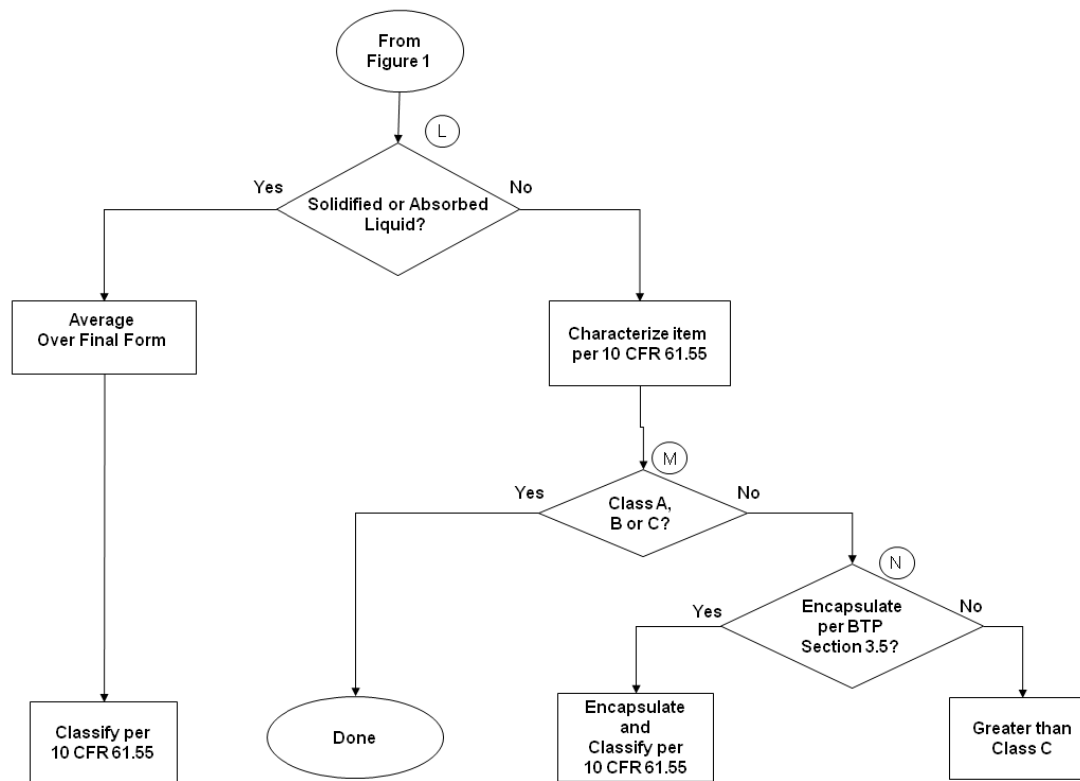 From
Figure 1
L
Yes
No
Solidified or Absorbed
Liquid?
Average
Over Final Form
Characterize item
per 10 CFR 61.55
M
Yes
No
Class A,
B or C?
N
Yes
No
Encapsulate
per BTP
Section 3.5?
Classify per
10 CFR 61.55
Done
Encapsulate
and
Classify per
10 CFR 61.55
Greater than
Class C